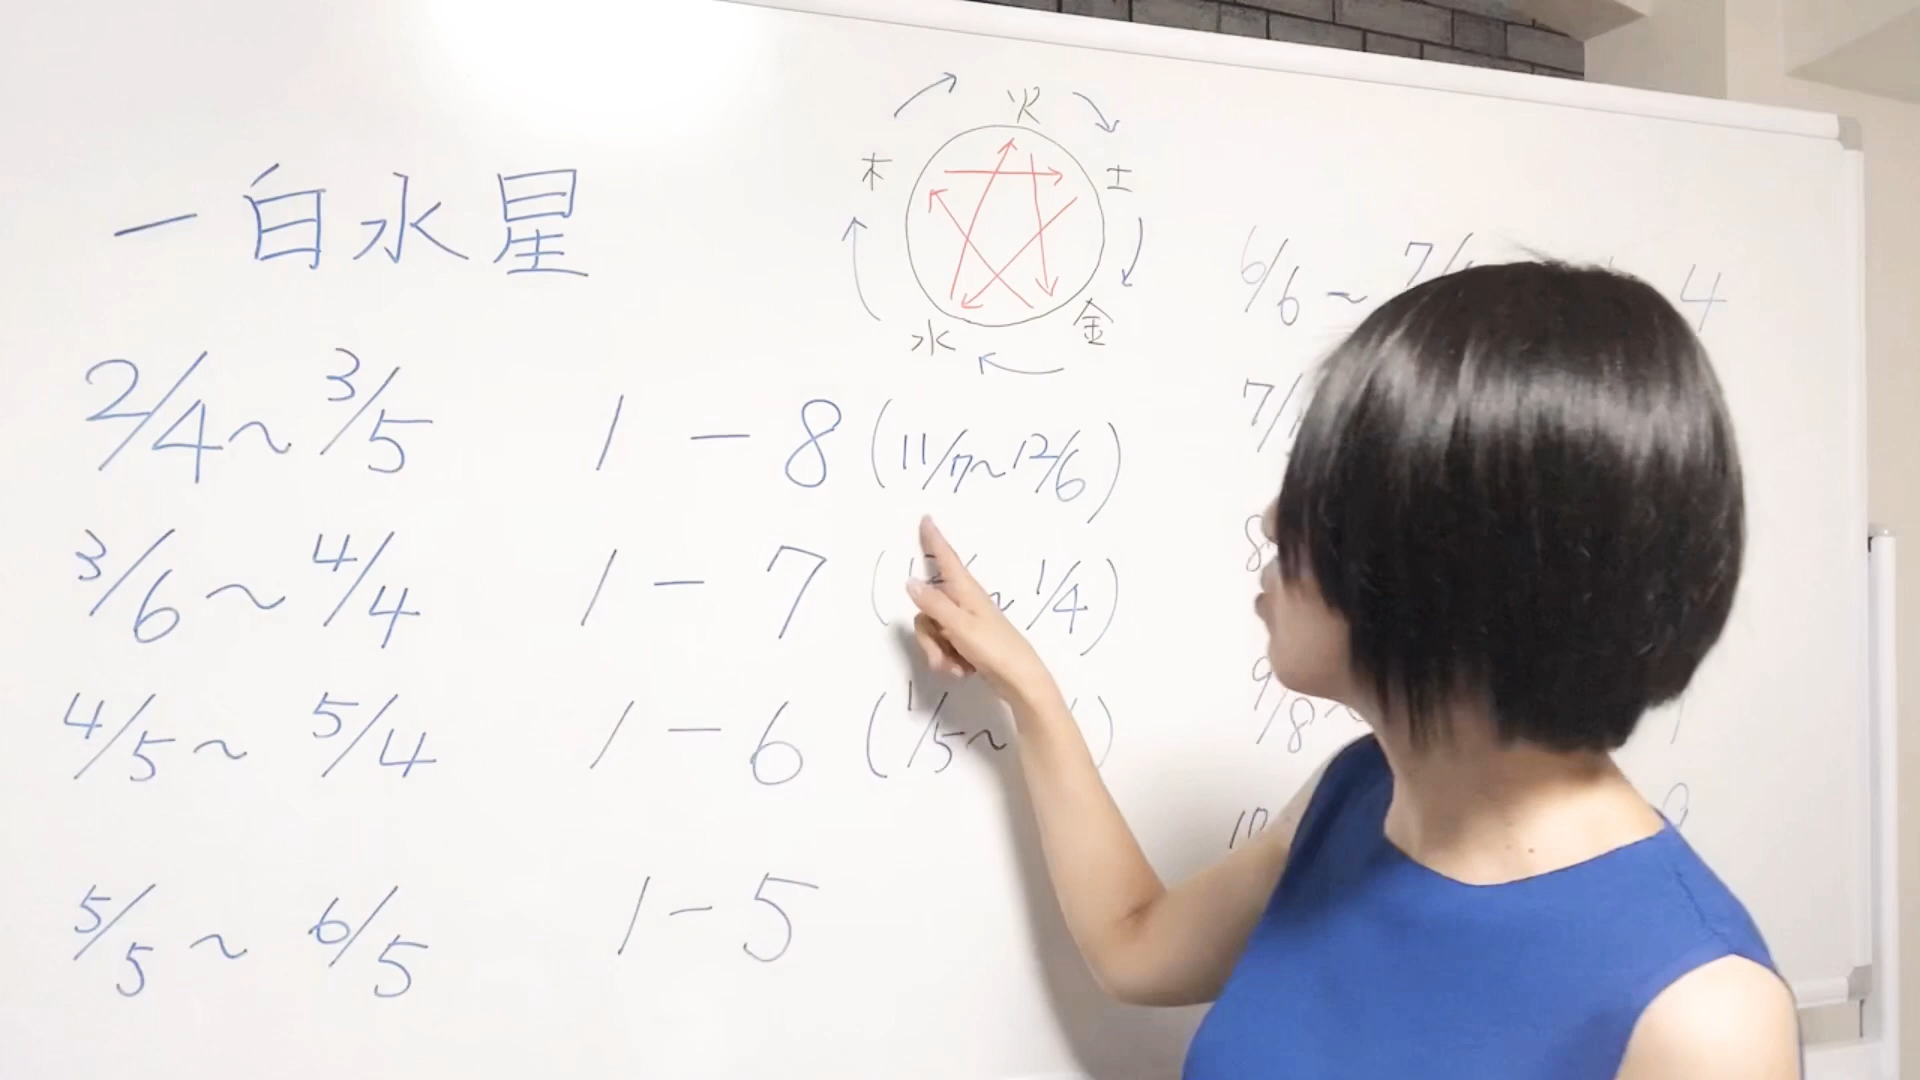 一白水星
火
木 土
水 金
2/4~3/5 1-8 (11/7~12/6)
3/6~4/4 1-7 ( ~1/4)
4/5~5/4 1-6 (1/5~ )
5/5~6/5 1-5
6/6~7/ 4
7/
8
9/8~
10